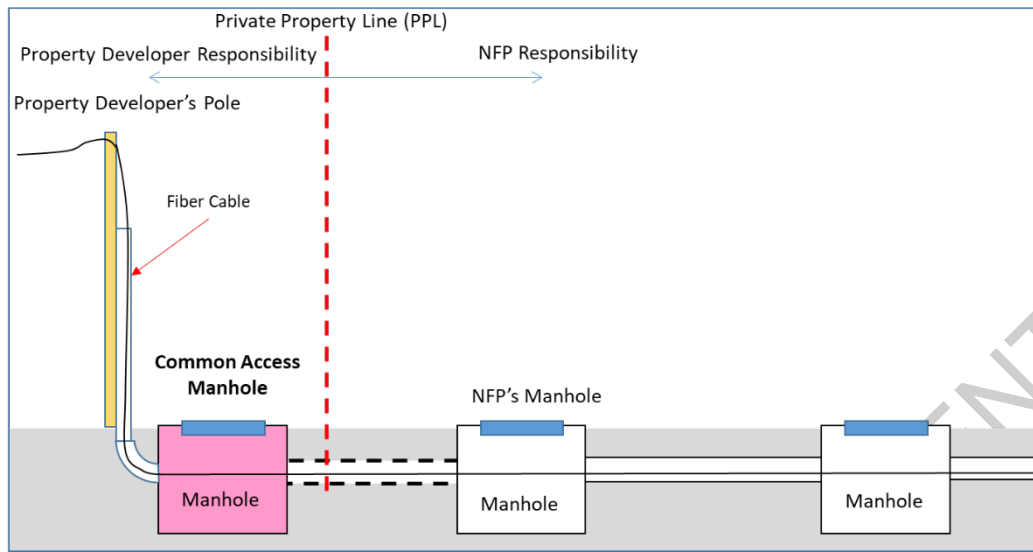 Private Property Line (PPL)
Property Developer Responsibility
NFP Responsibility
Property Developer's Pole
Fiber Cable
Common Access
Manhole
NFP's Manhole
Manhole
Manhole
Manhole